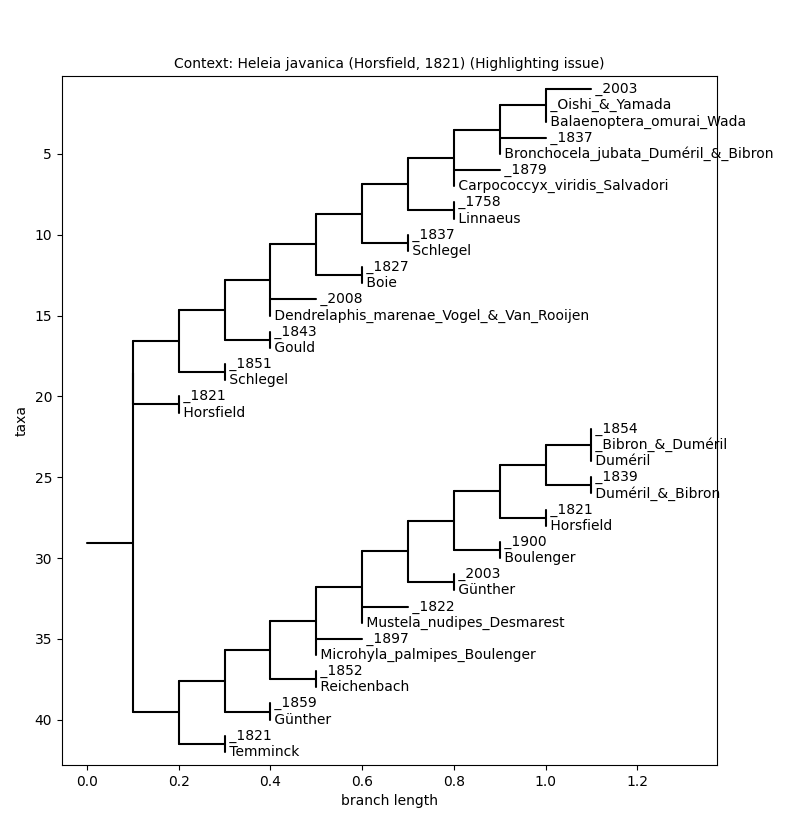 Context: Heleia javanica (Horsfield, 1821) (Highlighting issue)
_2003
_Oishi_&_Yamada
Balaenoptera_omurai_Wada
_1837
Bronchocela_jubata_Duméril_&_Bibron
_1879
Carpococcyx_viridis_Salvadori
_1758
Linnaeus
_1837
Schlegel
_1827
Boie
_2008
Dendrelaphis_marenae_Vogel_&_Van_Rooijen
_1843
Gould
_1851
Schlegel
_1821
Horsfield
_1854
_Bibron_&_Duméril
Duméril
_1839
Duméril_&_Bibron
_1821
Horsfield
_1900
Boulenger
_2003
Günther
_1822
Mustela_nudipes_Desmarest
_1897
Microhyla_palmipes_Boulenger
_1852
Reichenbach
_1859
Günther
_1821
Temminck
5
10
15
20
25
30
35
40
taxa
0.0 0.2 0.4 0.6 0.8 1.0 1.2
branch length